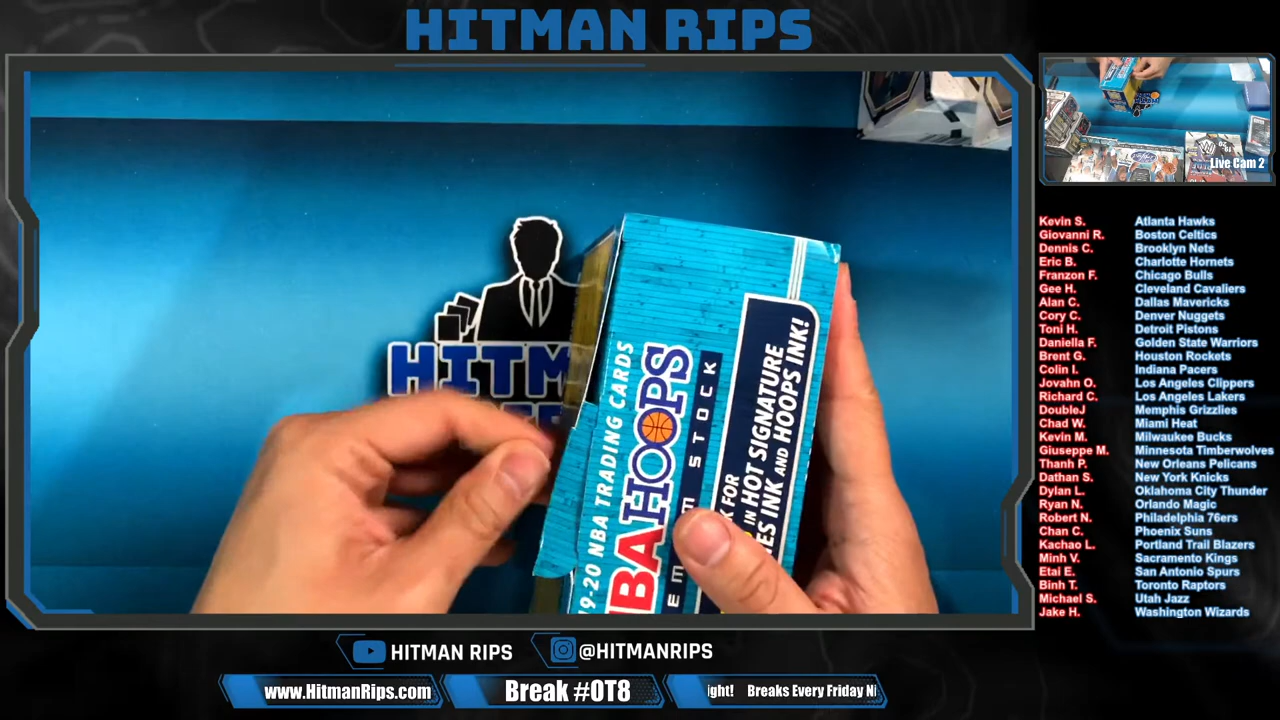 HITMAN RIPS
HITM
19-20 NBA TRADING CARDS
NBA HOOPS
STOCK
FOR
IN HOT SIGNATURE
INK AND HOOPS INK!
Live Cam 2
Kevin S. Atlanta Hawks
Giovanni R. Boston Celtics
Dennis C. Brooklyn Nets
Eric B. Charlotte Hornets
Franzon F. Chicago Bulls
Gee H. Cleveland Cavaliers
Alan C. Dallas Mavericks
Cory C. Denver Nuggets
Toni H. Detroit Pistons
Daniella F. Golden State Warriors
Brent G. Houston Rockets
Colin I. Indiana Pacers
Jovahn O. Los Angeles Clippers
Richard C. Los Angeles Lakers
DoubleJ Memphis Grizzlies
Chad W. Miami Heat
Kevin M. Milwaukee Bucks
Giuseppe M. Minnesota Timberwolves
Thanh P. New Orleans Pelicans
Dathan S. New York Knicks
Dylan L. Oklahoma City Thunder
Ryan N. Orlando Magic
Robert N. Philadelphia 76ers
Chan C. Phoenix Suns
Kachao L. Portland Trail Blazers
Minh V. Sacramento Kings
Etai E. San Antonio Spurs
Binh T. Toronto Raptors
Michael S. Utah Jazz
Jake H. Washington Wizards
HITMAN RIPS
@HITMANRIPS
www.HitmanRips.com
Break #0T8
ight! Breaks Every Friday Ni